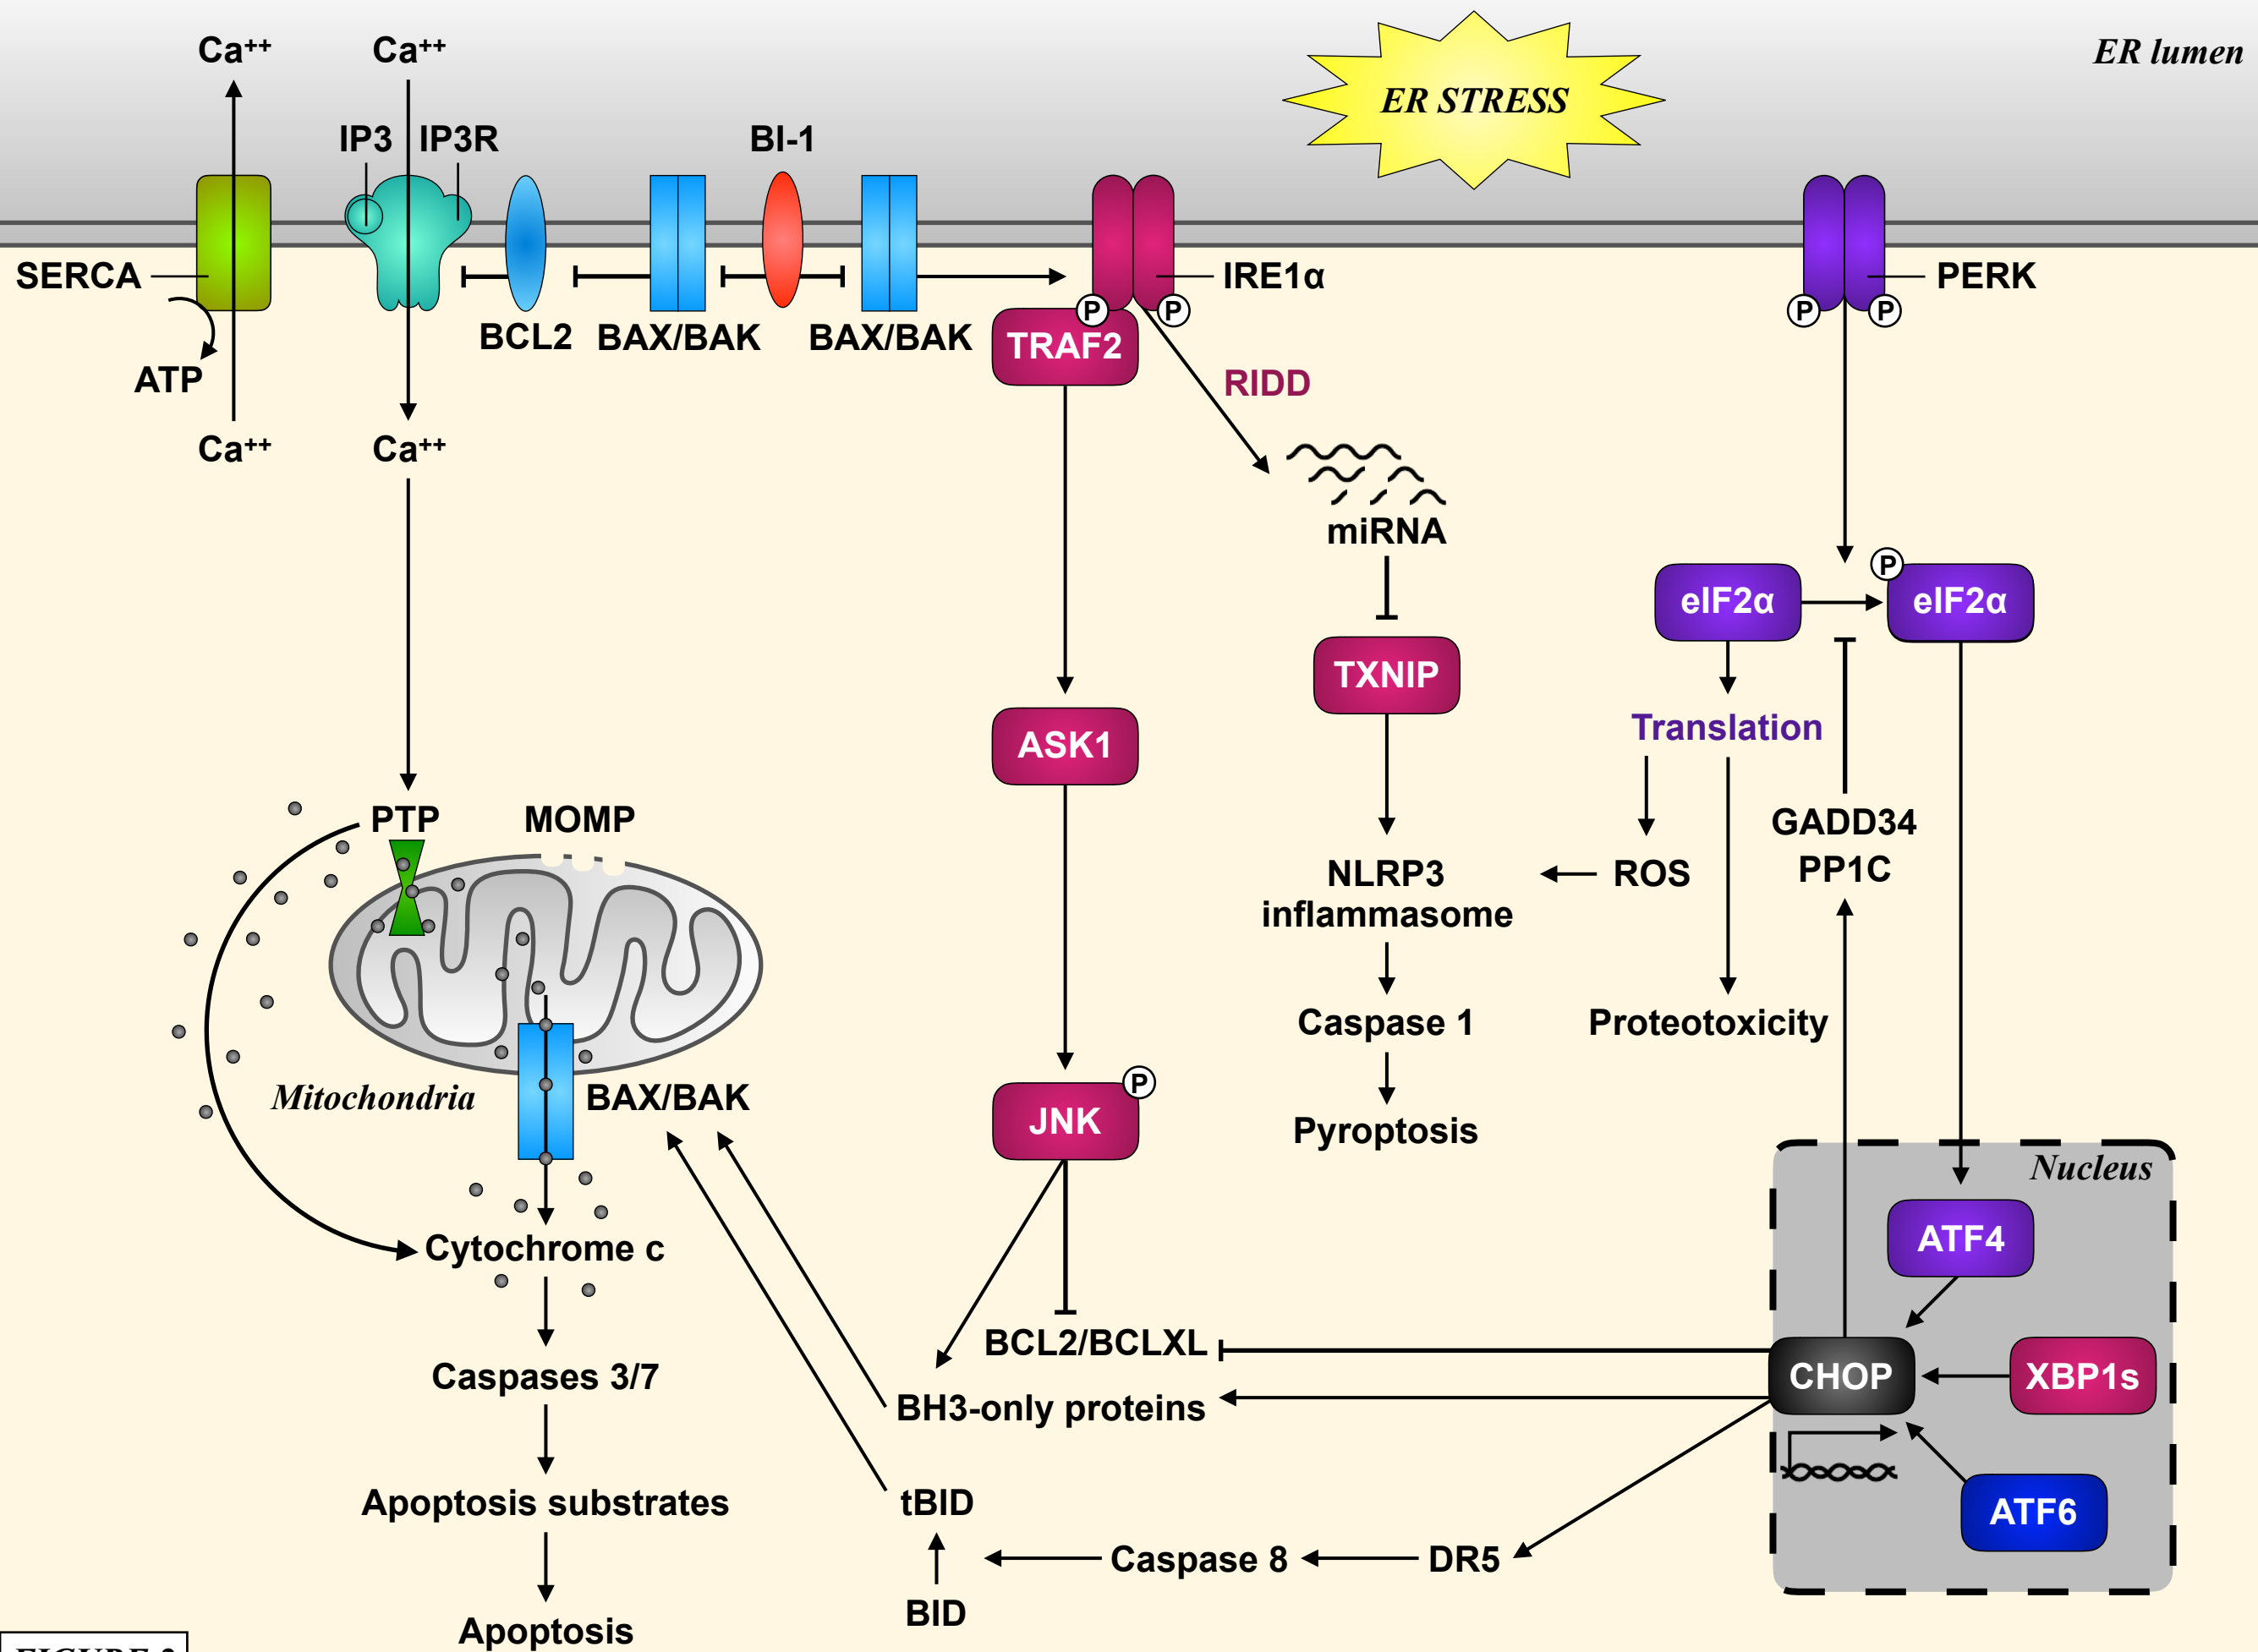 Ca++
Ca++
ER lumen
ER STRESS
IP3
IP3R
BI-1
SERCA
IRE1α
PERK
P
P
P
P
BCL2
BAX/BAK
BAX/BAK
TRAF2
ATP
RIDD
Ca++
Ca++
miRNA
P
eIF2α
eIF2α
TXNIP
Translation
ASK1
PTP
MOMP
GADD34
PP1C
NLRP3
inflammasome
ROS
Caspase 1
Proteotoxicity
Mitochondria
BAX/BAK
P
JNK
Pyroptosis
Nucleus
ATF4
Cytochrome c
BCL2/BCLXL
CHOP
XBP1s
Caspases 3/7
BH3-only proteins
Apoptosis substrates
tBID
ATF6
Caspase 8
DR5
BID
Apoptosis